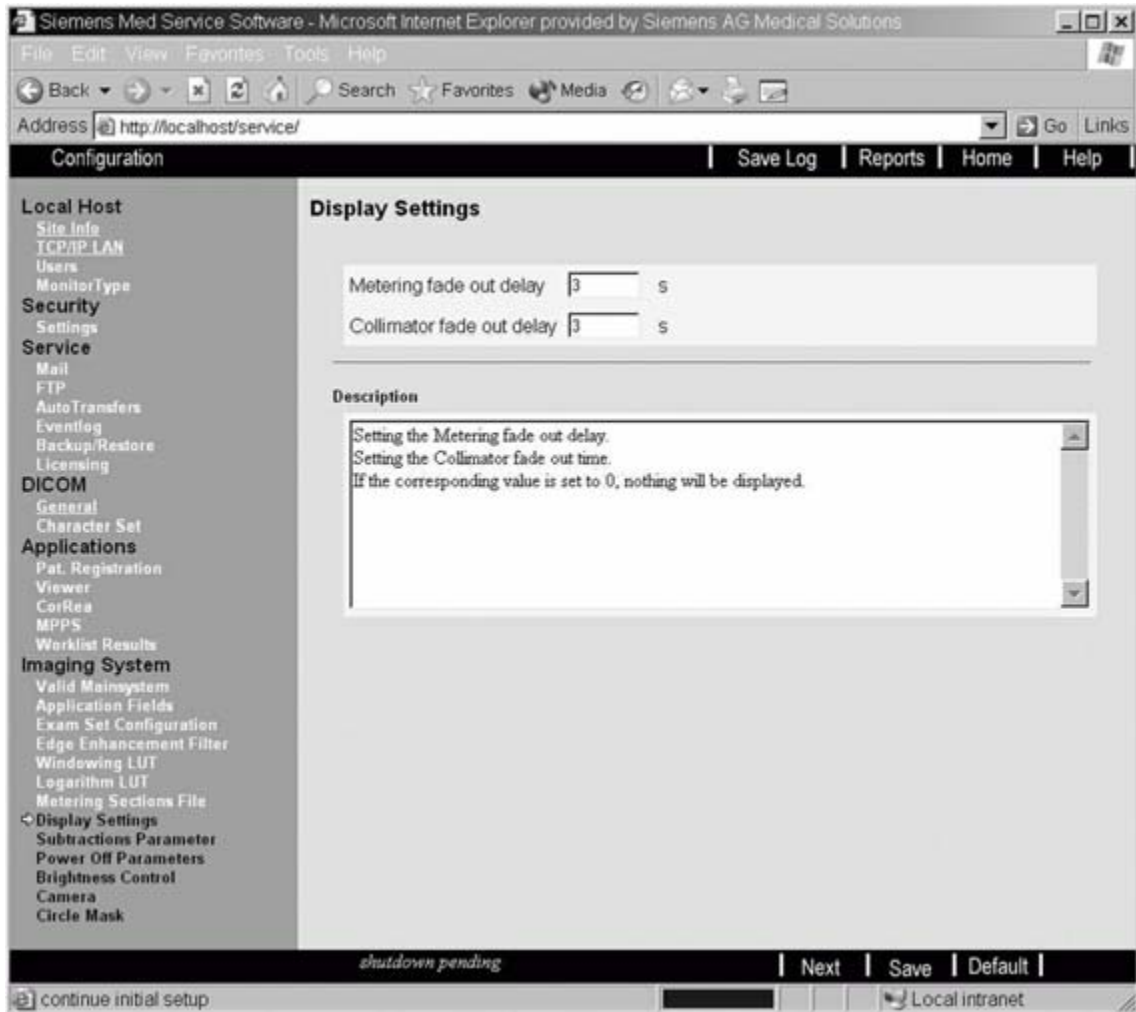 Siemens Med Service Software - Microsoft Internet Explorer provided by Siemens AG Medical Solutions
File Edit View Favorites Tools Help
Back Search Favorites Media
Address http://localhost/service/ Go Links
Configuration Save Log Reports Home Help
Local Host
Site Info
TCP/IP LAN
Users
MonitorType
Security
Settings
Service
Mail
FTP
AutoTransfers
Eventlog
Backup/Restore
Licensing
DICOM
General
Character Set
Applications
Pat. Registration
Viewer
CorRea
MPPS
Worklist Results
Imaging System
Valid Mainsystem
Application Fields
Exam Set Configuration
Edge Enhancement Filter
Windowing LUT
Logarithm LUT
Metering Sections File
Display Settings
Subtractions Parameter
Power Off Parameters
Brightness Control
Camera
Circle Mask
Display Settings
Metering fade out delay 3 s
Collimator fade out delay 3 s
Description
Setting the Metering fade out delay.
Setting the Collimator fade out time.
If the corresponding value is set to 0, nothing will be displayed.
shutdown pending Next Save Default
continue initial setup Local intranet